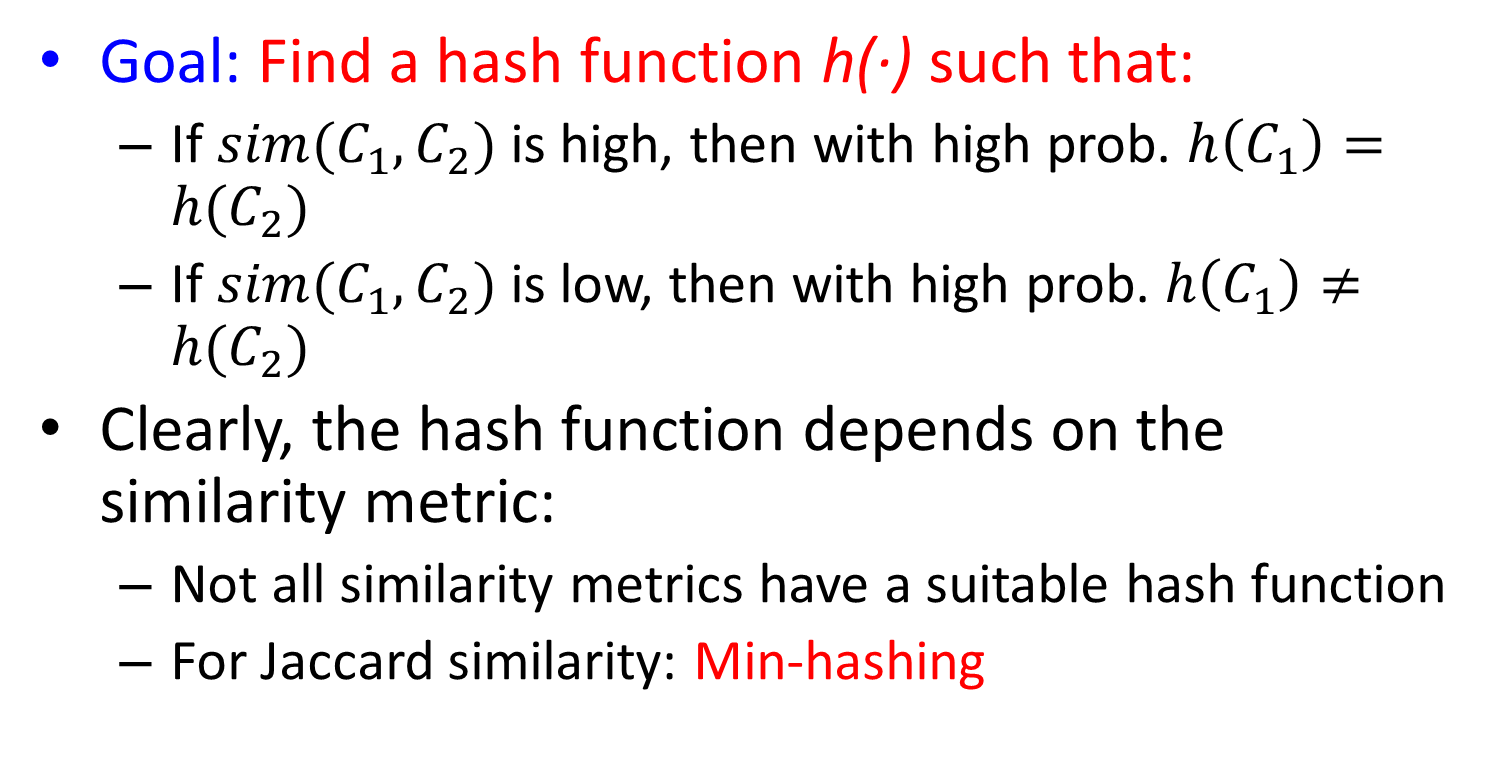 • Goal: Find a hash function h(·) such that:
– If sim(C₁, C₂) is high, then with high prob. h(C₁) =
h(C₂)
– If sim(C₁, C₂) is low, then with high prob. h(C₁) ≠
h(C₂)
• Clearly, the hash function depends on the
similarity metric:
– Not all similarity metrics have a suitable hash function
– For Jaccard similarity: Min-hashing